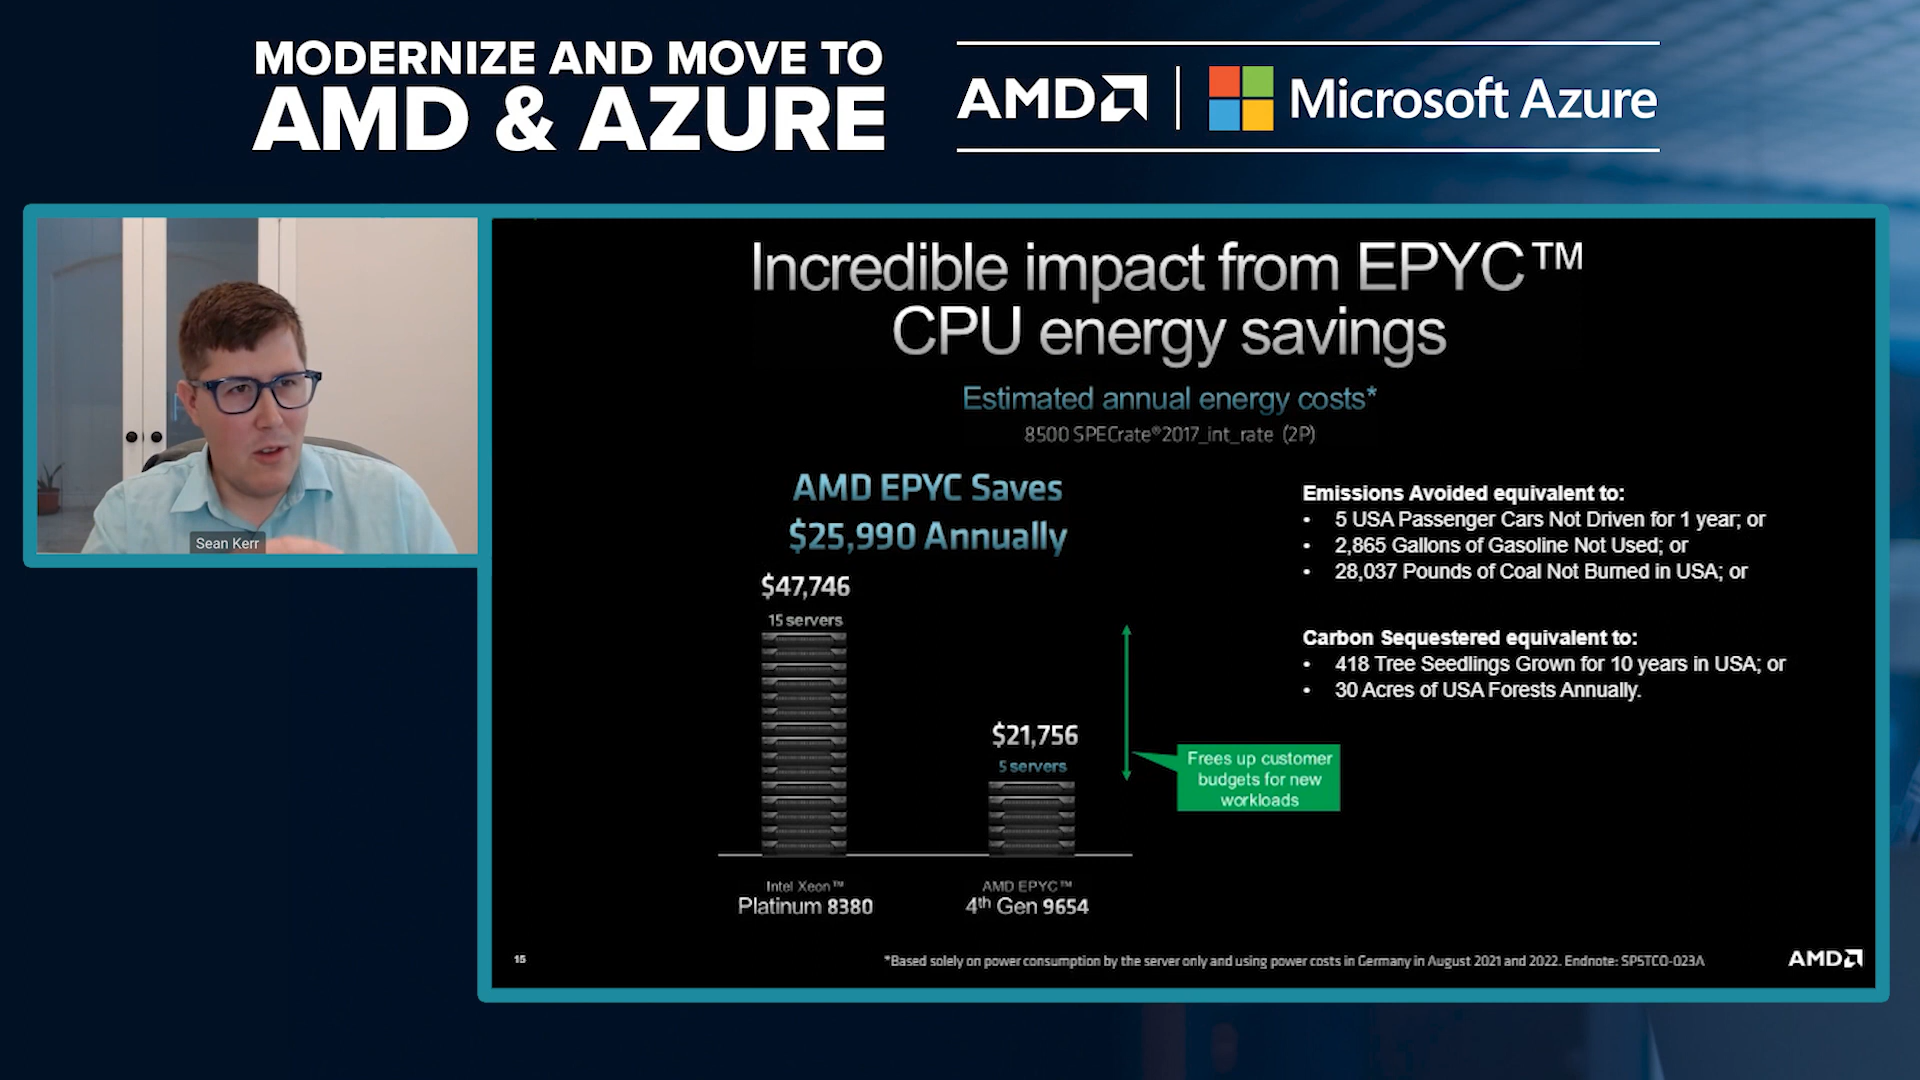 MODERNIZE AND MOVE TO
AMD & AZURE
AMD
Microsoft Azure
Sean Kerr
Incredible impact from EPYC™
CPU energy savings
Estimated annual energy costs*
8500 SPECrate®2017_int_rate (2P)
AMD EPYC Saves
$25,990 Annually
$47,746
15 servers
$21,756
5 servers
Frees up customer
budgets for new
workloads
Intel Xeon™
Platinum 8380
AMD EPYC™
4th Gen 9654
Emissions Avoided equivalent to:
• 5 USA Passenger Cars Not Driven for 1 year; or
• 2,865 Gallons of Gasoline Not Used; or
• 28,037 Pounds of Coal Not Burned in USA; or
Carbon Sequestered equivalent to:
• 418 Tree Seedlings Grown for 10 years in USA; or
• 30 Acres of USA Forests Annually.
15
*Based solely on power consumption by the server only and using power costs in Germany in August 2021 and 2022. Endnote: SP5TCO-023A
AMD